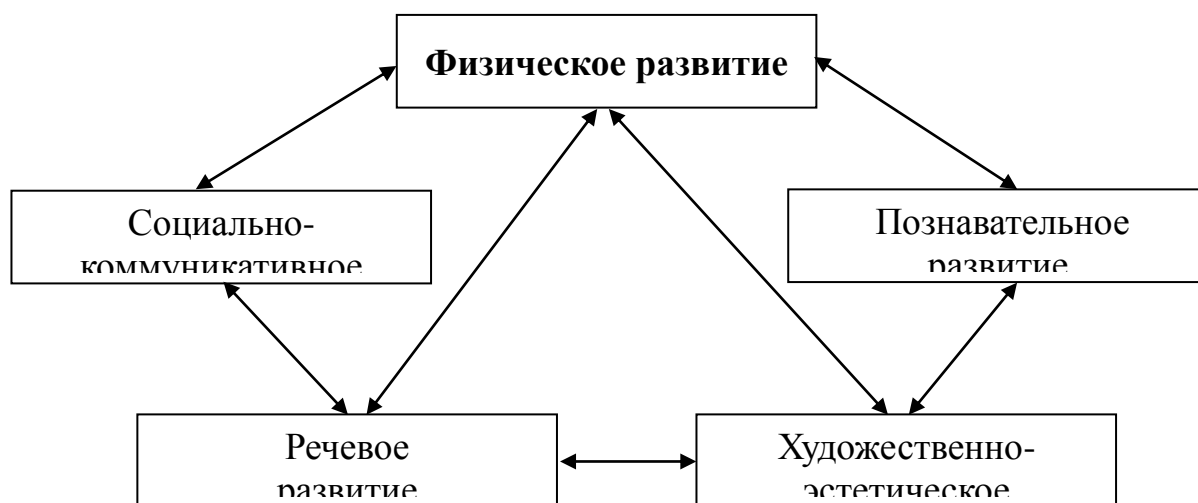 Физическое развитие
Социально-
коммуникативное
Познавательное
развитие
Речевое
развитие
Художественно-
эстетическое